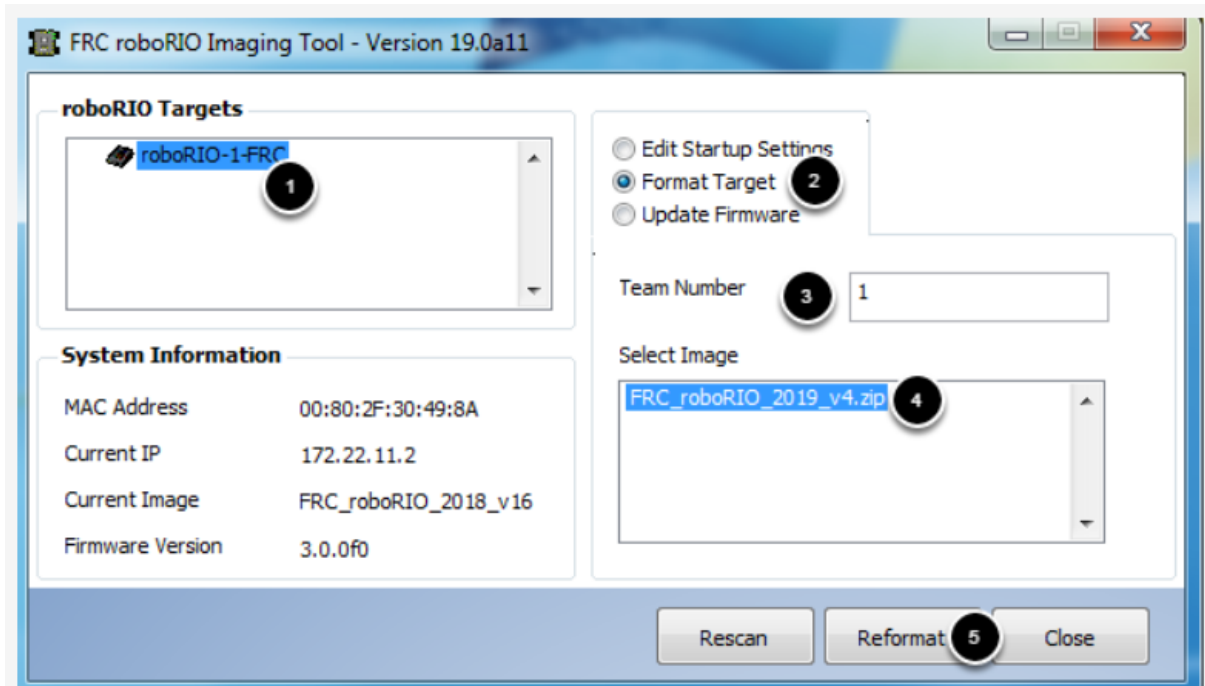 FRC roboRIO Imaging Tool - Version 19.0a11
roboRIO Targets
roboRIO-1-FRC
1
Edit Startup Settings
Format Target
2
Update Firmware
Team Number
3
1
Select Image
FRC_roboRIO_2019_v4.zip
4
System Information
MAC Address 00:80:2F:30:49:8A
Current IP 172.22.11.2
Current Image FRC_roboRIO_2018_v16
Firmware Version 3.0.0f0
Rescan
Reformat
5
Close